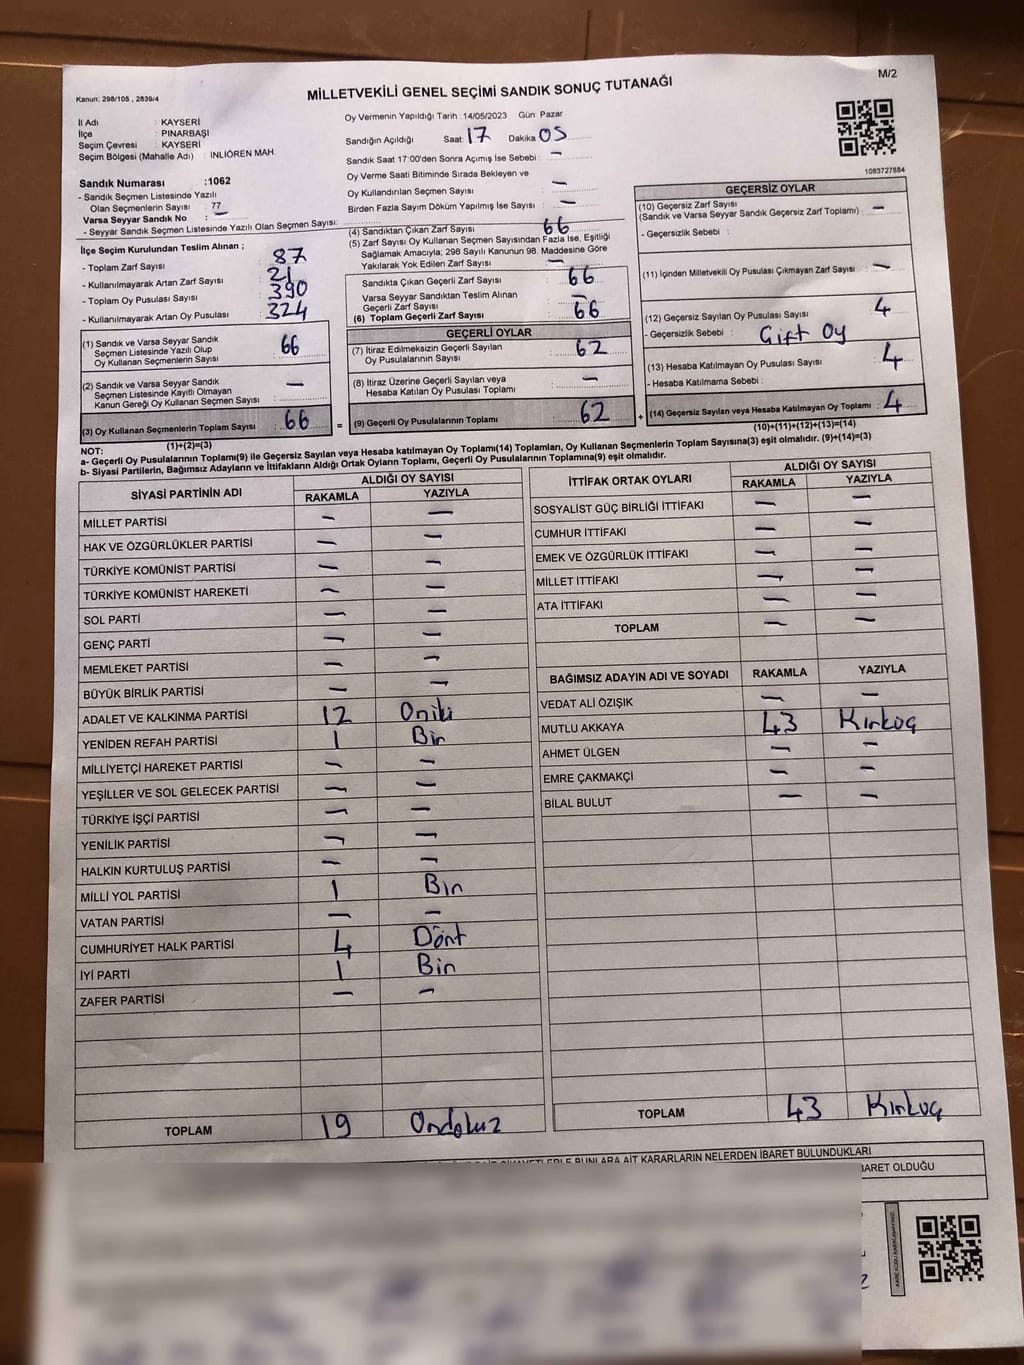 M/2
Kanun: 298/105 , 2839/4
MİLLETVEKİLİ GENEL SEÇİMİ SANDIK SONUÇ TUTANAĞI
İl Adı : KAYSERİ
İlçe : PINARBAŞI
Seçim Çevresi : KAYSERİ
Seçim Bölgesi (Mahalle Adı) : İNLİÖREN MAH.
Sandık Numarası :1062
- Sandık Seçmen Listesinde Yazılı
Olan Seçmenlerin Sayısı : 77
Varsa Seyyar Sandık No : –
- Seyyar Sandık Seçmen Listesinde Yazılı Olan Seçmen Sayısı:
Oy Vermenin Yapıldığı Tarih :14/05/2023 Gün Pazar
Sandığın Açıldığı Saat: 17 Dakika 05
Sandık Saat 17:00'den Sonra Açımış İse Sebebi : –
Oy Verme Saati Bitiminde Sırada Bekleyen ve
Oy Kullandırılan Seçmen Sayısı : –
Birden Fazla Sayım Döküm Yapılmış İse Sayısı : –
1083727884
İlçe Seçim Kurulundan Teslim Alınan ;
- Toplam Zarf Sayısı : 87
- Kullanılmayarak Artan Zarf Sayısı : 21
- Toplam Oy Pusulası Sayısı : 390
- Kullanılmayarak Artan Oy Pusulası : 324
(1) Sandık ve Varsa Seyyar Sandık
Seçmen Listesinde Yazılı Olup
Oy Kullanan Seçmenlerin Sayısı : 66
(2) Sandık ve Varsa Seyyar Sandık
Seçmen Listesinde Kayıtlı Olmayan
Kanun Gereği Oy Kullanan Seçmen Sayısı : –
(3) Oy Kullanan Seçmenlerin Toplam Sayısı : 66
(1)+(2)=(3)
(4) Sandıktan Çıkan Zarf Sayısı : 66
(5) Zarf Sayısı Oy Kullanan Seçmen Sayısından Fazla İse, Eşitliği
Sağlamak Amacıyla, 298 Sayılı Kanunun 98. Maddesine Göre
Yakılarak Yok Edilen Zarf Sayısı : –
Sandıkta Çıkan Geçerli Zarf Sayısı : 66
Varsa Seyyar Sandıktan Teslim Alınan
Geçerli Zarf Sayısı : –
(6) Toplam Geçerli Zarf Sayısı : 66
GEÇERLİ OYLAR
(7) İtiraz Edilmeksizin Geçerli Sayılan
Oy Pusulalarının Sayısı : 62
(8) İtiraz Üzerine Geçerli Sayılan veya
Hesaba Katılan Oy Pusulası Toplamı : –
= (9) Geçerli Oy Pusulalarının Toplamı : 62
GEÇERSİZ OYLAR
(10) Geçersiz Zarf Sayısı
(Sandık ve Varsa Seyyar Sandık Geçersiz Zarf Toplamı) : –
- Geçersizlik Sebebi :
(11) İçinden Milletvekili Oy Pusulası Çıkmayan Zarf Sayısı : –
(12) Geçersiz Sayılan Oy Pusulası Sayısı : 4
- Geçersizlik Sebebi : Çift Oy
(13) Hesaba Katılmayan Oy Pusulası Sayısı : 4
- Hesaba Katılmama Sebebi :
+ (14) Geçersiz Sayılan veya Hesaba Katılmayan Oy Toplamı : 4
(10)+(11)+(12)+(13)=(14)
NOT:
a- Geçerli Oy Pusulalarının Toplamı(9) ile Geçersiz Sayılan veya Hesaba katılmayan Oy Toplamı(14) Toplamları, Oy Kullanan Seçmenlerin Toplam Sayısına(3) eşit olmalıdır. (9)+(14)=(3)
b- Siyasi Partilerin, Bağımsız Adayların ve İttifakların Aldığı Ortak Oyların Toplamı, Geçerli Oy Pusulalarının Toplamına(9) eşit olmalıdır.
SİYASİ PARTİNİN ADI ALDIĞI OY SAYISI
RAKAMLA YAZIYLA
MİLLET PARTİSİ – –
HAK VE ÖZGÜRLÜKLER PARTİSİ – –
TÜRKİYE KOMÜNİST PARTİSİ – –
TÜRKİYE KOMÜNİST HAREKETİ – –
SOL PARTİ – –
GENÇ PARTİ – –
MEMLEKET PARTİSİ – –
BÜYÜK BİRLİK PARTİSİ – –
ADALET VE KALKINMA PARTİSİ 12 Oniki
YENİDEN REFAH PARTİSİ 1 Bir
MİLLİYETÇİ HAREKET PARTİSİ – –
YEŞİLLER VE SOL GELECEK PARTİSİ – –
TÜRKİYE İŞÇİ PARTİSİ – –
YENİLİK PARTİSİ – –
HALKIN KURTULUŞ PARTİSİ – –
MİLLİ YOL PARTİSİ 1 Bir
VATAN PARTİSİ – –
CUMHURİYET HALK PARTİSİ 4 Dört
İYİ PARTİ 1 Bir
ZAFER PARTİSİ – –
TOPLAM 19 Ondokuz
İTTİFAK ORTAK OYLARI ALDIĞI OY SAYISI
RAKAMLA YAZIYLA
SOSYALİST GÜÇ BİRLİĞİ İTTİFAKI – –
CUMHUR İTTİFAKI – –
EMEK VE ÖZGÜRLÜK İTTİFAKI – –
MİLLET İTTİFAKI – –
ATA İTTİFAKI – –
TOPLAM – –
BAĞIMSIZ ADAYIN ADI VE SOYADI RAKAMLA YAZIYLA
VEDAT ALİ ÖZIŞIK – –
MUTLU AKKAYA 43 Kırküç
AHMET ÜLGEN – –
EMRE ÇAKMAKÇİ – –
BİLAL BULUT – –
TOPLAM 43 Kırküç
BUNLARA AİT KARARLARIN NELERDEN İBARET BULUNDUKLARI
BARET OLDUĞU